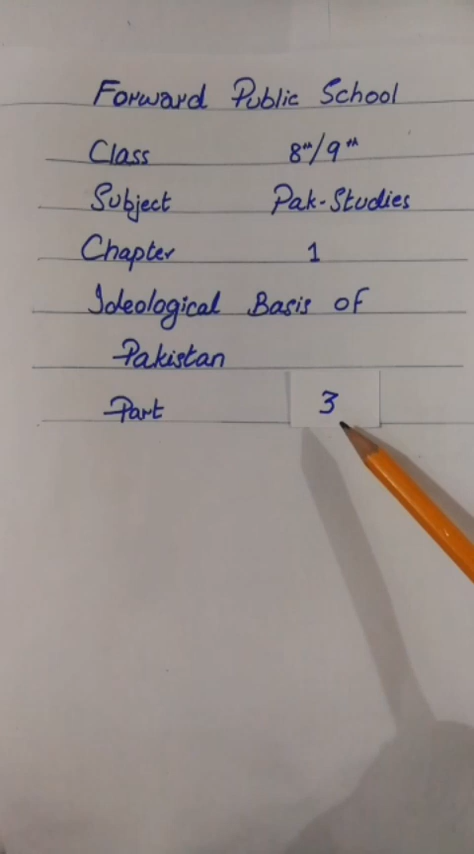 Forward Public School
Class 8th/9th
Subject Pak-Studies
Chapter 1
Ideological Basis of
Pakistan
Part 3